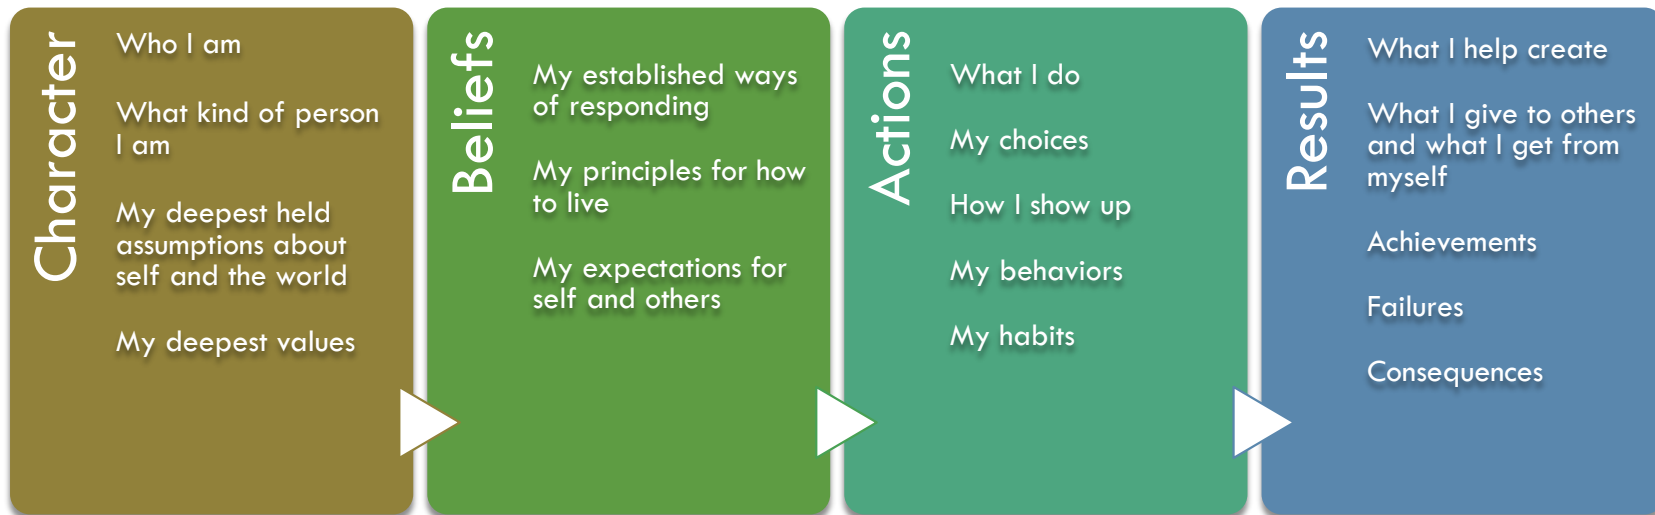 Character
Who I am
What kind of person
I am
My deepest held
assumptions about
self and the world
My deepest values
Beliefs
My established ways
of responding
My principles for how
to live
My expectations for
self and others
Actions
What I do
My choices
How I show up
My behaviors
My habits
Results
What I help create
What I give to others
and what I get from
myself
Achievements
Failures
Consequences